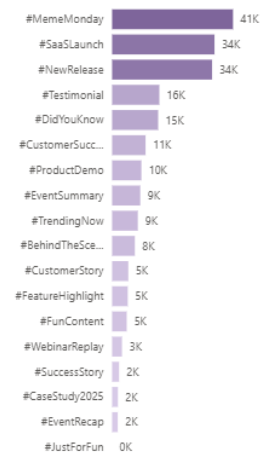 #MemeMonday 41K
#SaaSLaunch 34K
#NewRelease 34K
#Testimonial 16K
#DidYouKnow 15K
#CustomerSucc... 11K
#ProductDemo 10K
#EventSummary 9K
#TrendingNow 9K
#BehindTheSce... 8K
#CustomerStory 5K
#FeatureHighlight 5K
#FunContent 5K
#WebinarReplay 3K
#SuccessStory 2K
#CaseStudy2025 2K
#EventRecap 2K
#JustForFun 0K